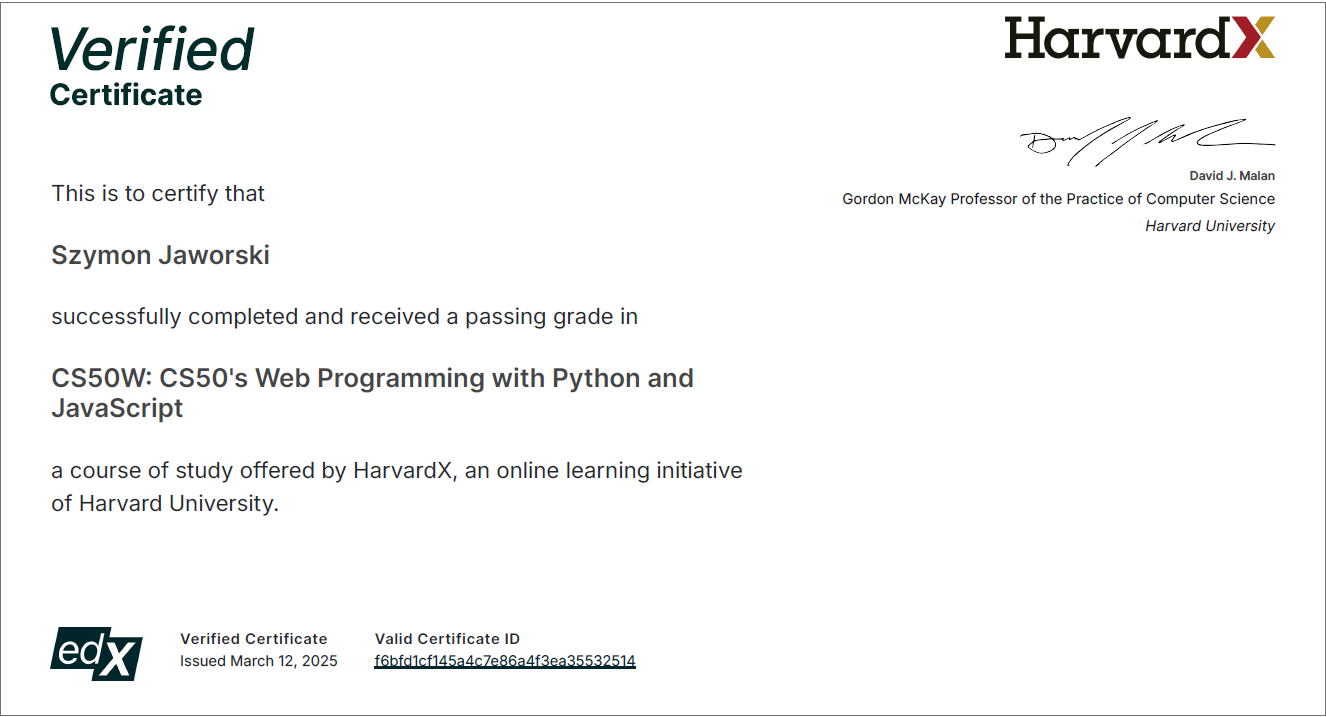 Verified
Certificate
HarvardX
David J. Malan
Gordon McKay Professor of the Practice of Computer Science
Harvard University
This is to certify that
Szymon Jaworski
successfully completed and received a passing grade in
CS50W: CS50's Web Programming with Python and
JavaScript
a course of study offered by HarvardX, an online learning initiative
of Harvard University.
edX
Verified Certificate
Issued March 12, 2025
Valid Certificate ID
f6bfd1cf145a4c7e86a4f3ea35532514